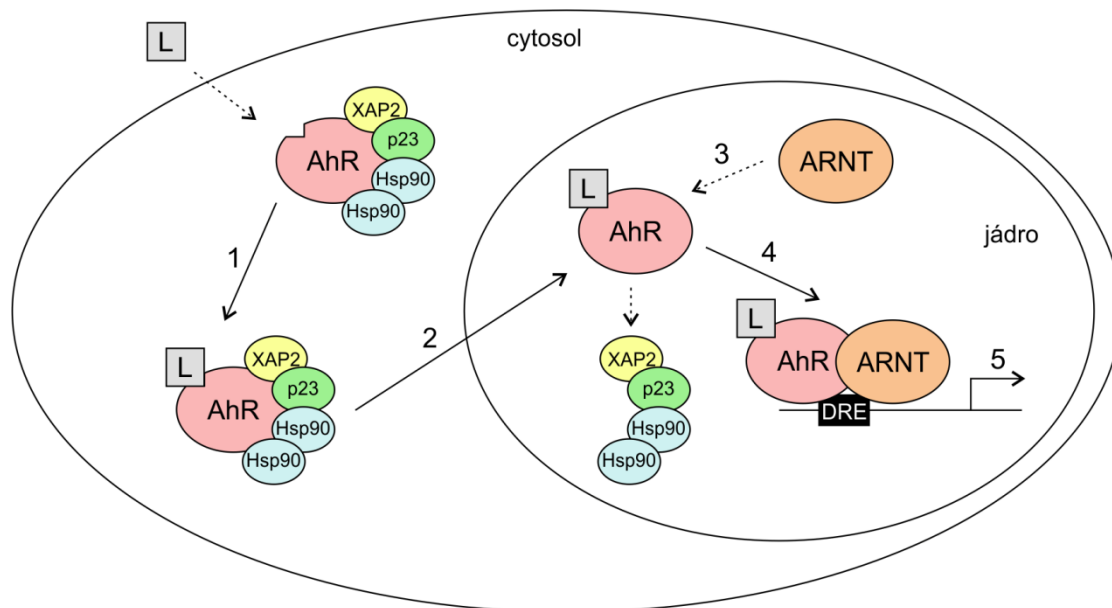 cytosol
L
XAP2
p23
AhR
Hsp90
Hsp90
1
L
XAP2
p23
AhR
Hsp90
Hsp90
2
jádro
3
ARNT
L
AhR
4
XAP2
p23
Hsp90
Hsp90
L
AhR
ARNT
DRE
5